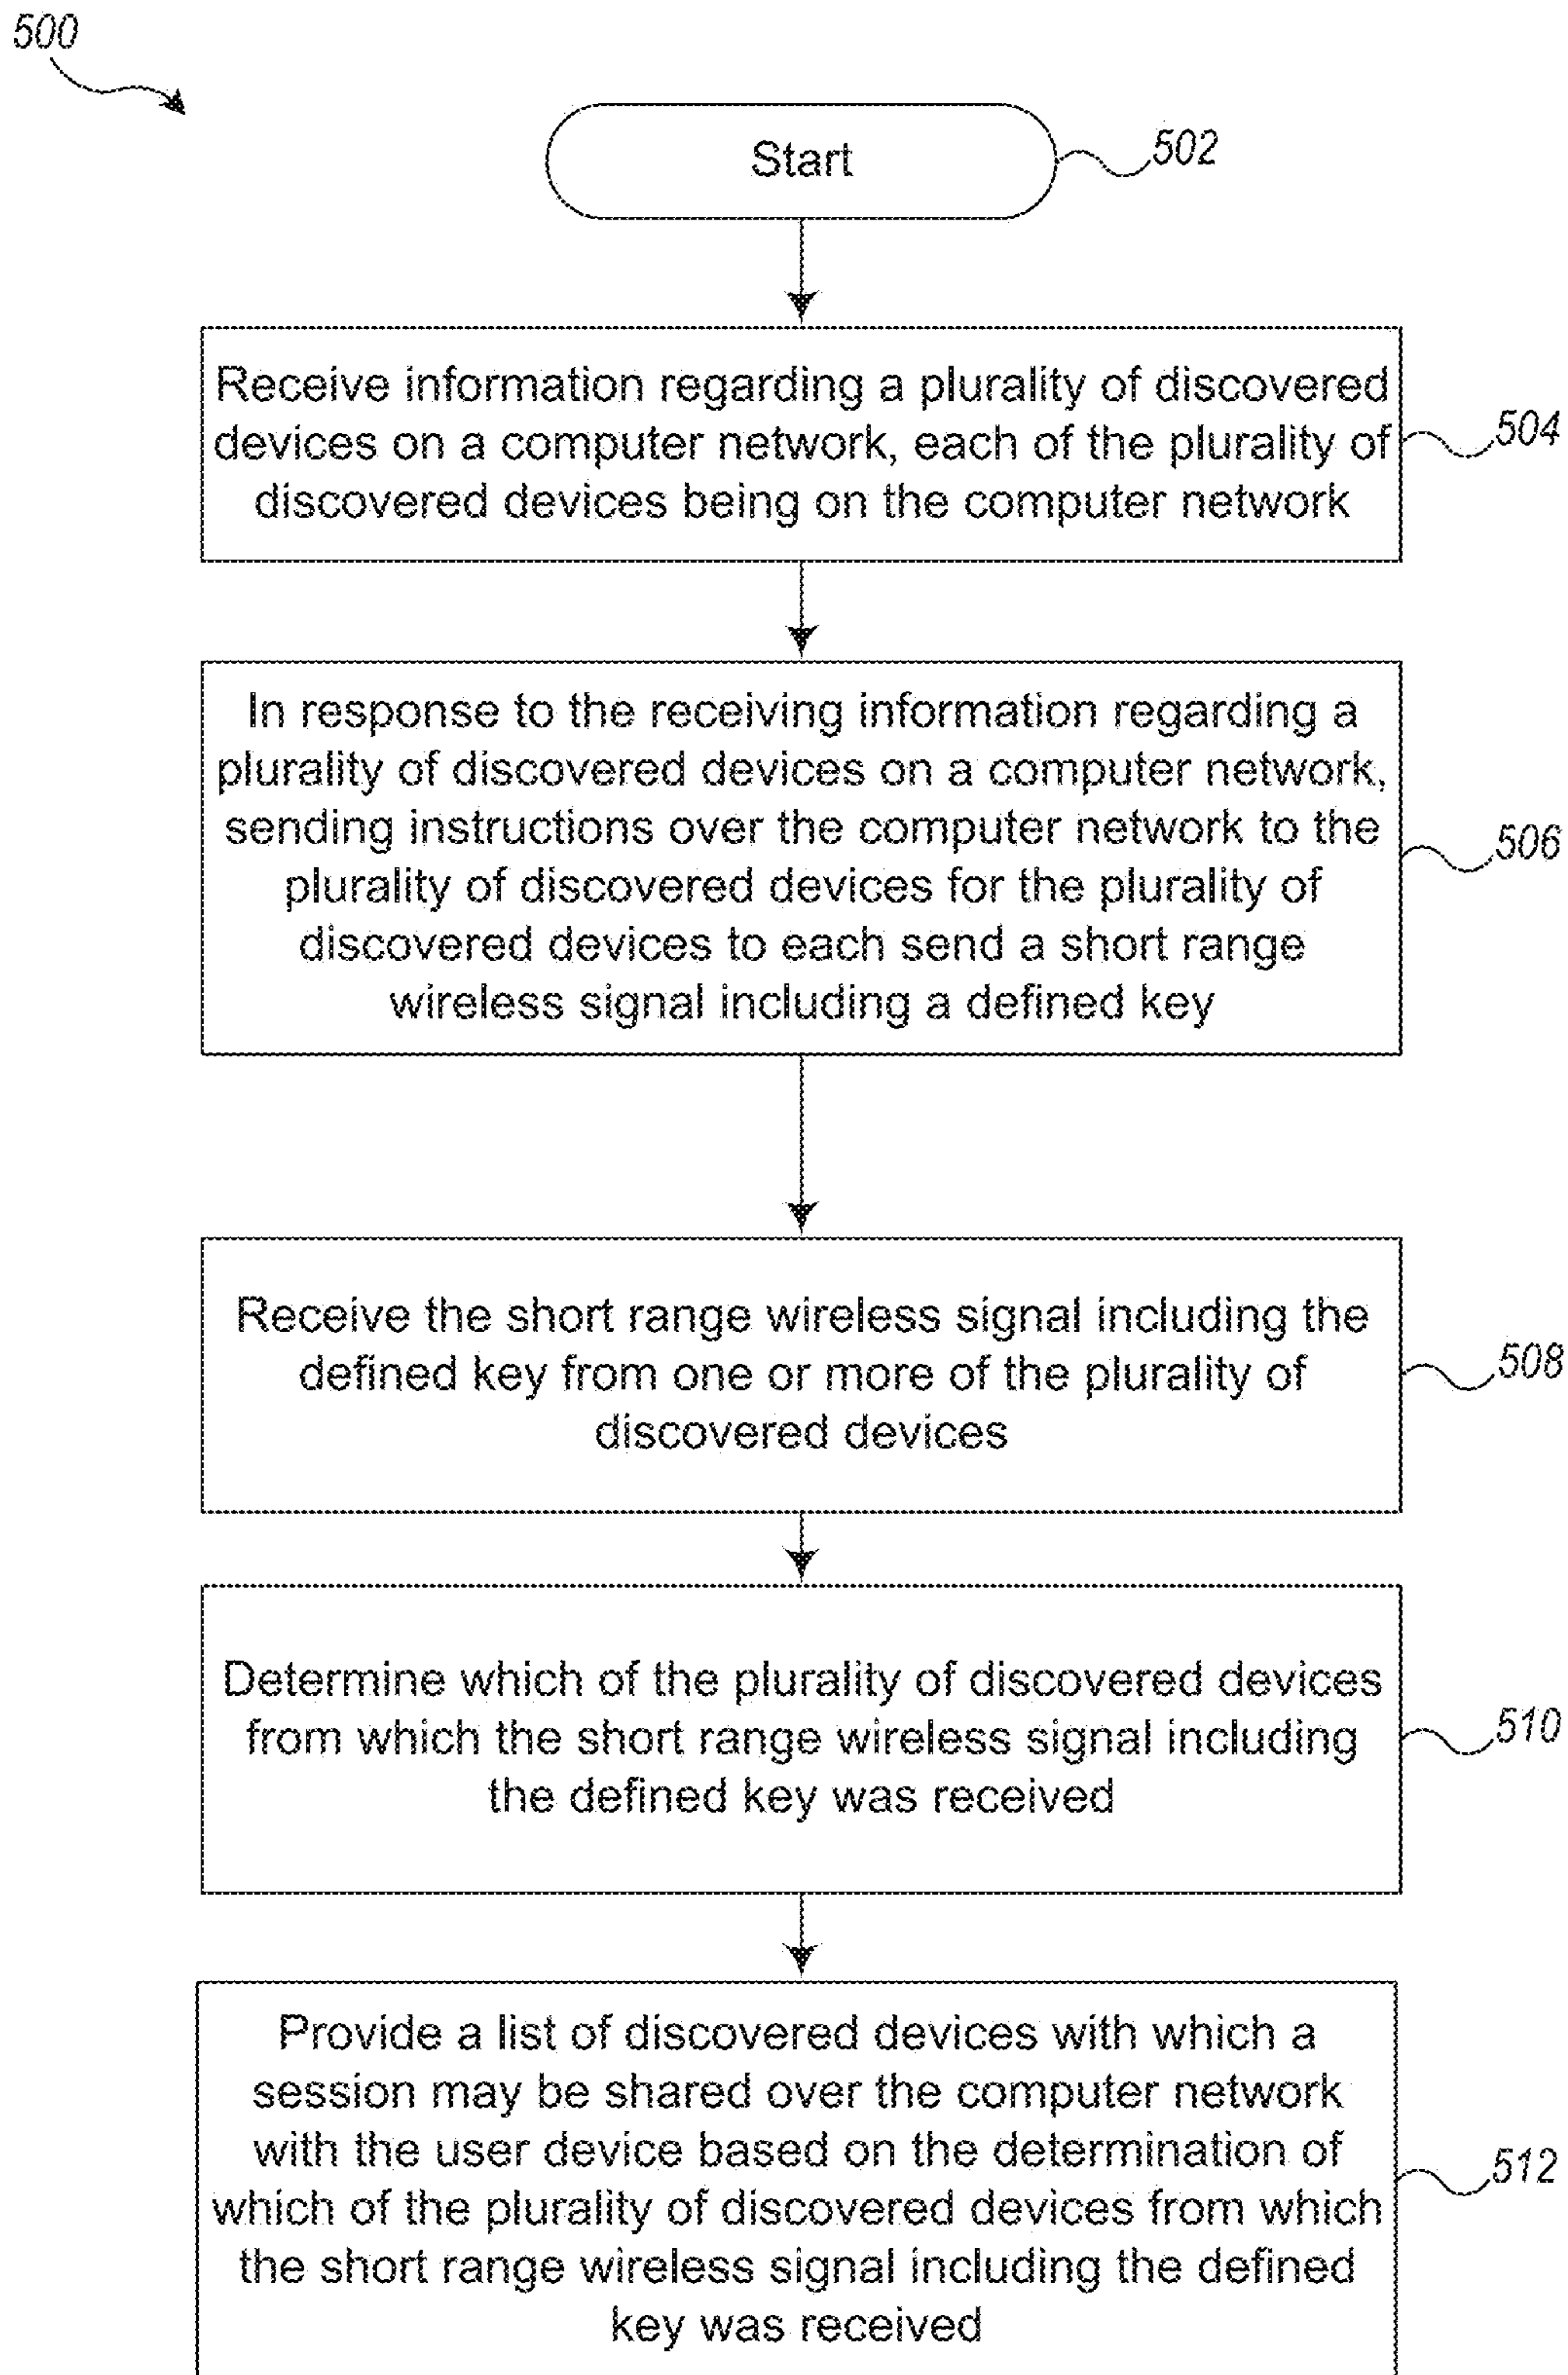 500
Start
502
Receive information regarding a plurality of discovered
devices on a computer network, each of the plurality of
discovered devices being on the computer network
504
In response to the receiving information regarding a
plurality of discovered devices on a computer network,
sending instructions over the computer network to the
plurality of discovered devices for the plurality of
discovered devices to each send a short range
wireless signal including a defined key
506
Receive the short range wireless signal including the
defined key from one or more of the plurality of
discovered devices
508
Determine which of the plurality of discovered devices
from which the short range wireless signal including
the defined key was received
510
Provide a list of discovered devices with which a
session may be shared over the computer network
with the user device based on the determination of
which of the plurality of discovered devices from which
the short range wireless signal including the defined
key was received
512